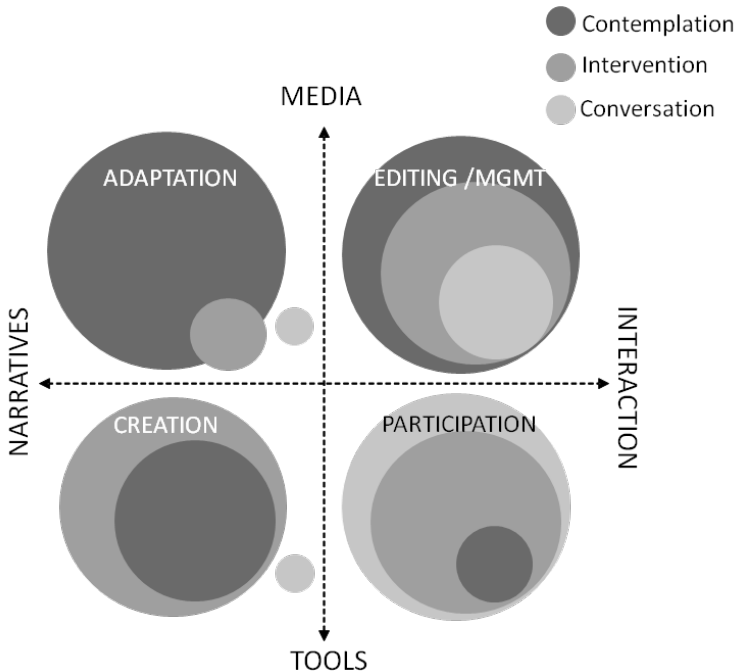 Contemplation
Intervention
Conversation
MEDIA
ADAPTATION
EDITING /MGMT
NARRATIVES
INTERACTION
CREATION
PARTICIPATION
TOOLS